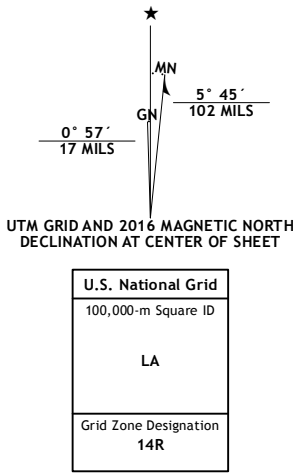 ★
MN
5° 45´
102 MILS
GN
0° 57´
17 MILS
UTM GRID AND 2016 MAGNETIC NORTH
DECLINATION AT CENTER OF SHEET
U.S. National Grid
100,000-m Square ID
LA
Grid Zone Designation
14R